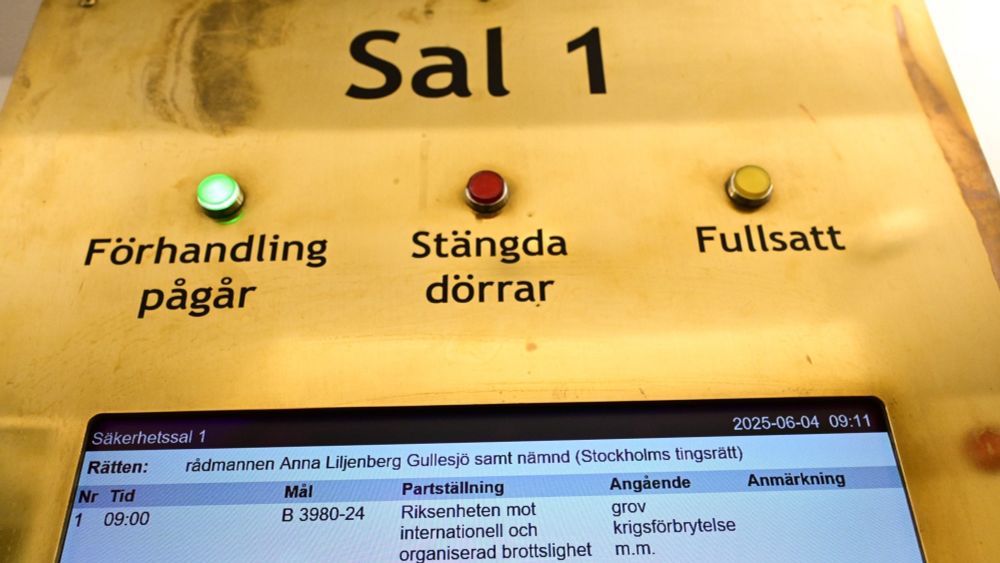 Sal 1
Förhandling pågår
Stängda dörrar
Fullsatt
Säkerhetssal 1 2025-06-04 09:11
Rätten: rådmannen Anna Liljenberg Gullesjö samt nämnd (Stockholms tingsrätt)
Nr Tid Mål Partställning Angående Anmärkning
1 09:00 B 3980-24 Riksenheten mot grov
internationell och krigsförbrytelse
organiserad brottslighet m.m.